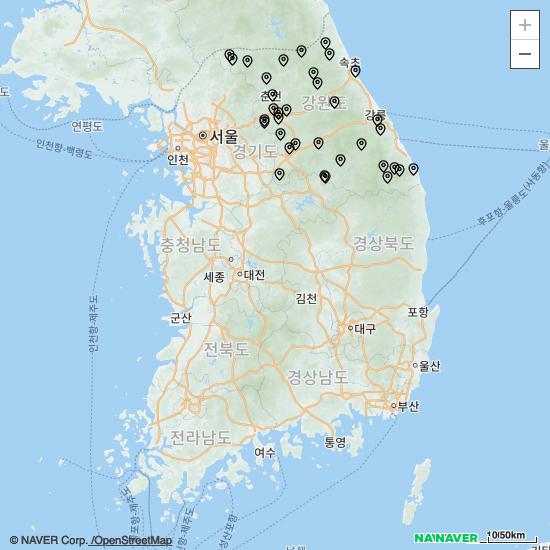 +
−
속초
춘천
강원도
강릉
연평도
서울
인천항-백령도
인천
경기도
울
후포항-울릉도(사동항)
충청남도
경상북도
세종
대전
인천항-제주도
김천
군산
포항
대구
전라북도
울산
경상남도
부산
전라남도
여수
통영
© NAVER Corp. /OpenStreetMap
NAVER
10/50km